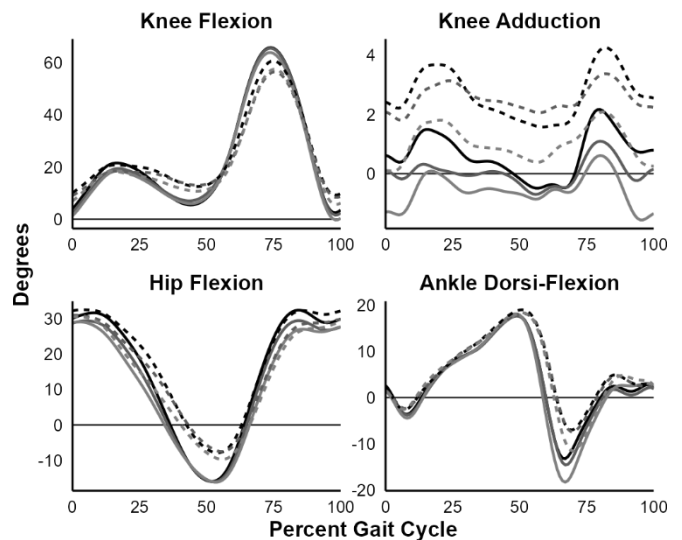 Knee Flexion
Knee Adduction
60
40
20
0
0 25 50 75 100
4
2
0
0 25 50 75 100
Degrees
Hip Flexion
Ankle Dorsi-Flexion
30
20
10
0
-10
0 25 50 75 100
20
10
0
-10
-20
0 25 50 75 100
Percent Gait Cycle